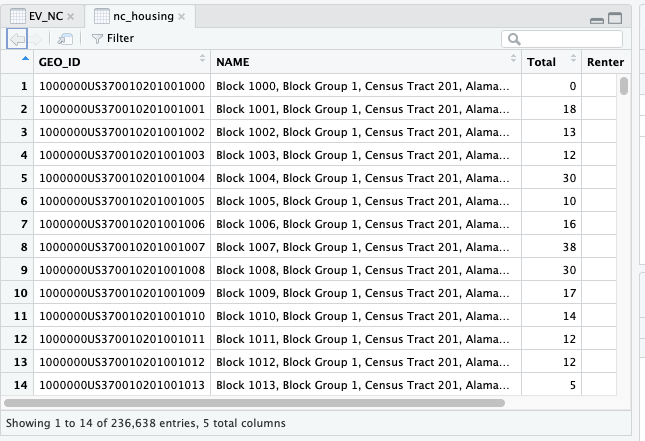 EV_NC nc_housing
Filter
GEO_ID NAME Total Renter
1 1000000US370010201001000 Block 1000, Block Group 1, Census Tract 201, Alama... 0
2 1000000US370010201001001 Block 1001, Block Group 1, Census Tract 201, Alama... 18
3 1000000US370010201001002 Block 1002, Block Group 1, Census Tract 201, Alama... 13
4 1000000US370010201001003 Block 1003, Block Group 1, Census Tract 201, Alama... 12
5 1000000US370010201001004 Block 1004, Block Group 1, Census Tract 201, Alama... 30
6 1000000US370010201001005 Block 1005, Block Group 1, Census Tract 201, Alama... 10
7 1000000US370010201001006 Block 1006, Block Group 1, Census Tract 201, Alama... 16
8 1000000US370010201001007 Block 1007, Block Group 1, Census Tract 201, Alama... 38
9 1000000US370010201001008 Block 1008, Block Group 1, Census Tract 201, Alama... 30
10 1000000US370010201001009 Block 1009, Block Group 1, Census Tract 201, Alama... 17
11 1000000US370010201001010 Block 1010, Block Group 1, Census Tract 201, Alama... 14
12 1000000US370010201001011 Block 1011, Block Group 1, Census Tract 201, Alama... 12
13 1000000US370010201001012 Block 1012, Block Group 1, Census Tract 201, Alama... 12
14 1000000US370010201001013 Block 1013, Block Group 1, Census Tract 201, Alama... 5
Showing 1 to 14 of 236,638 entries, 5 total columns